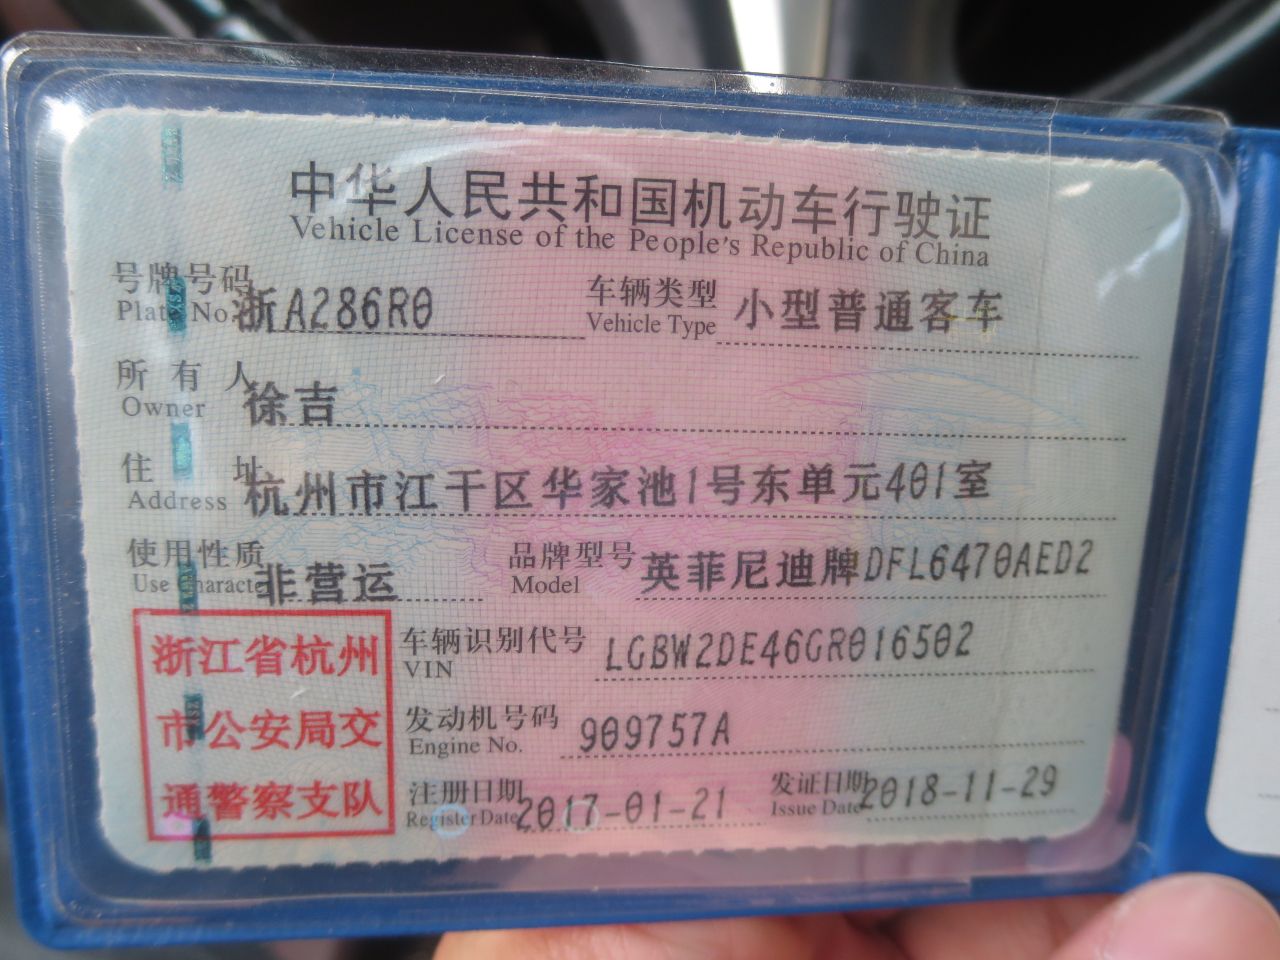 中华人民共和国机动车行驶证
Vehicle License of the People's Republic of China
号牌号码 浙A286R0 车辆类型 小型普通客车
Plate No. Vehicle Type
所有人 徐吉
Owner
住址 杭州市江干区华家池1号东单元401室
Address
使用性质 非营运 品牌型号 英菲尼迪牌DFL6470AED2
Use Character Model
浙江省杭州
市公安局交
通警察支队
车辆识别代号 LGBW2DE46GR016502
VIN
发动机号码 909757A
Engine No.
注册日期 2017-01-21 发证日期 2018-11-29
Register Date Issue Date